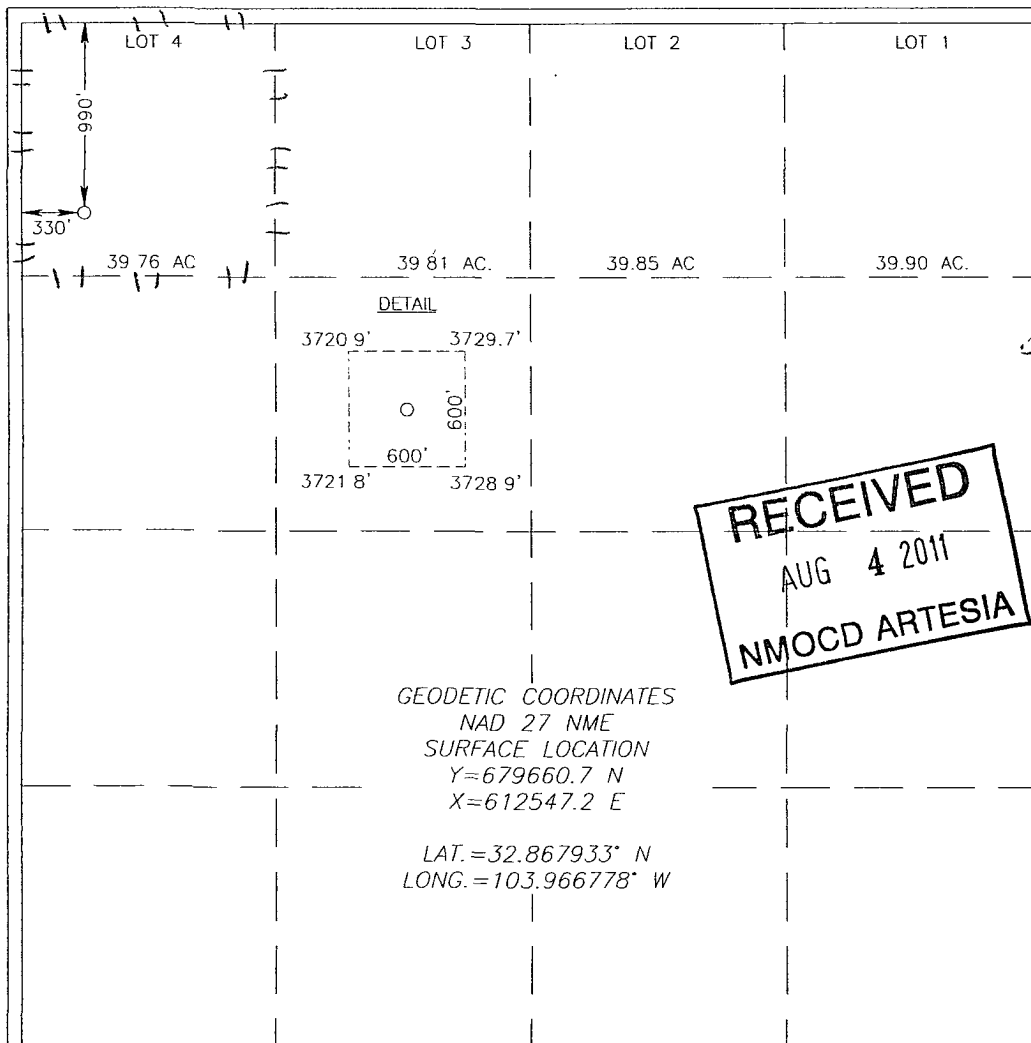 LOT 4
LOT 3
LOT 2
LOT 1
990'
330'
39 76 AC
39 81 AC.
39.85 AC
39.90 AC.
DETAIL
3720 9'
3729.7'
600'
600'
3721 8'
3728 9'
RECEIVED
AUG 4 2011
NMOCD ARTESIA
GEODETIC COORDINATES
NAD 27 NME
SURFACE LOCATION
Y=679660.7 N
X=612547.2 E
LAT.=32.867933° N
LONG.=103.966778° W